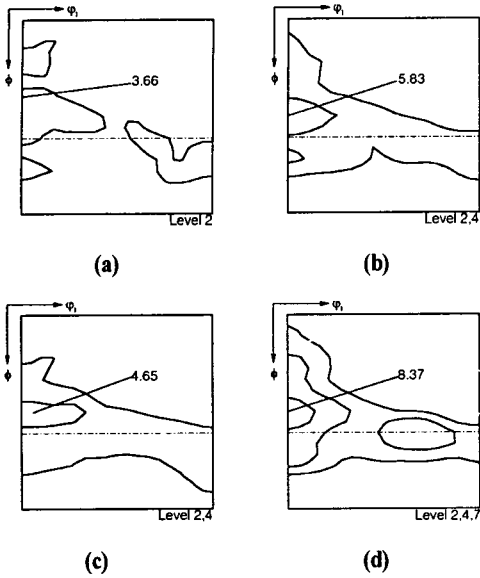 φ₁
ϕ
3.66
Level 2
(a)
φ₁
ϕ
5.83
Level 2,4
(b)
φ₁
ϕ
4.65
Level 2,4
(c)
φ₁
ϕ
8.37
Level 2,4,7
(d)